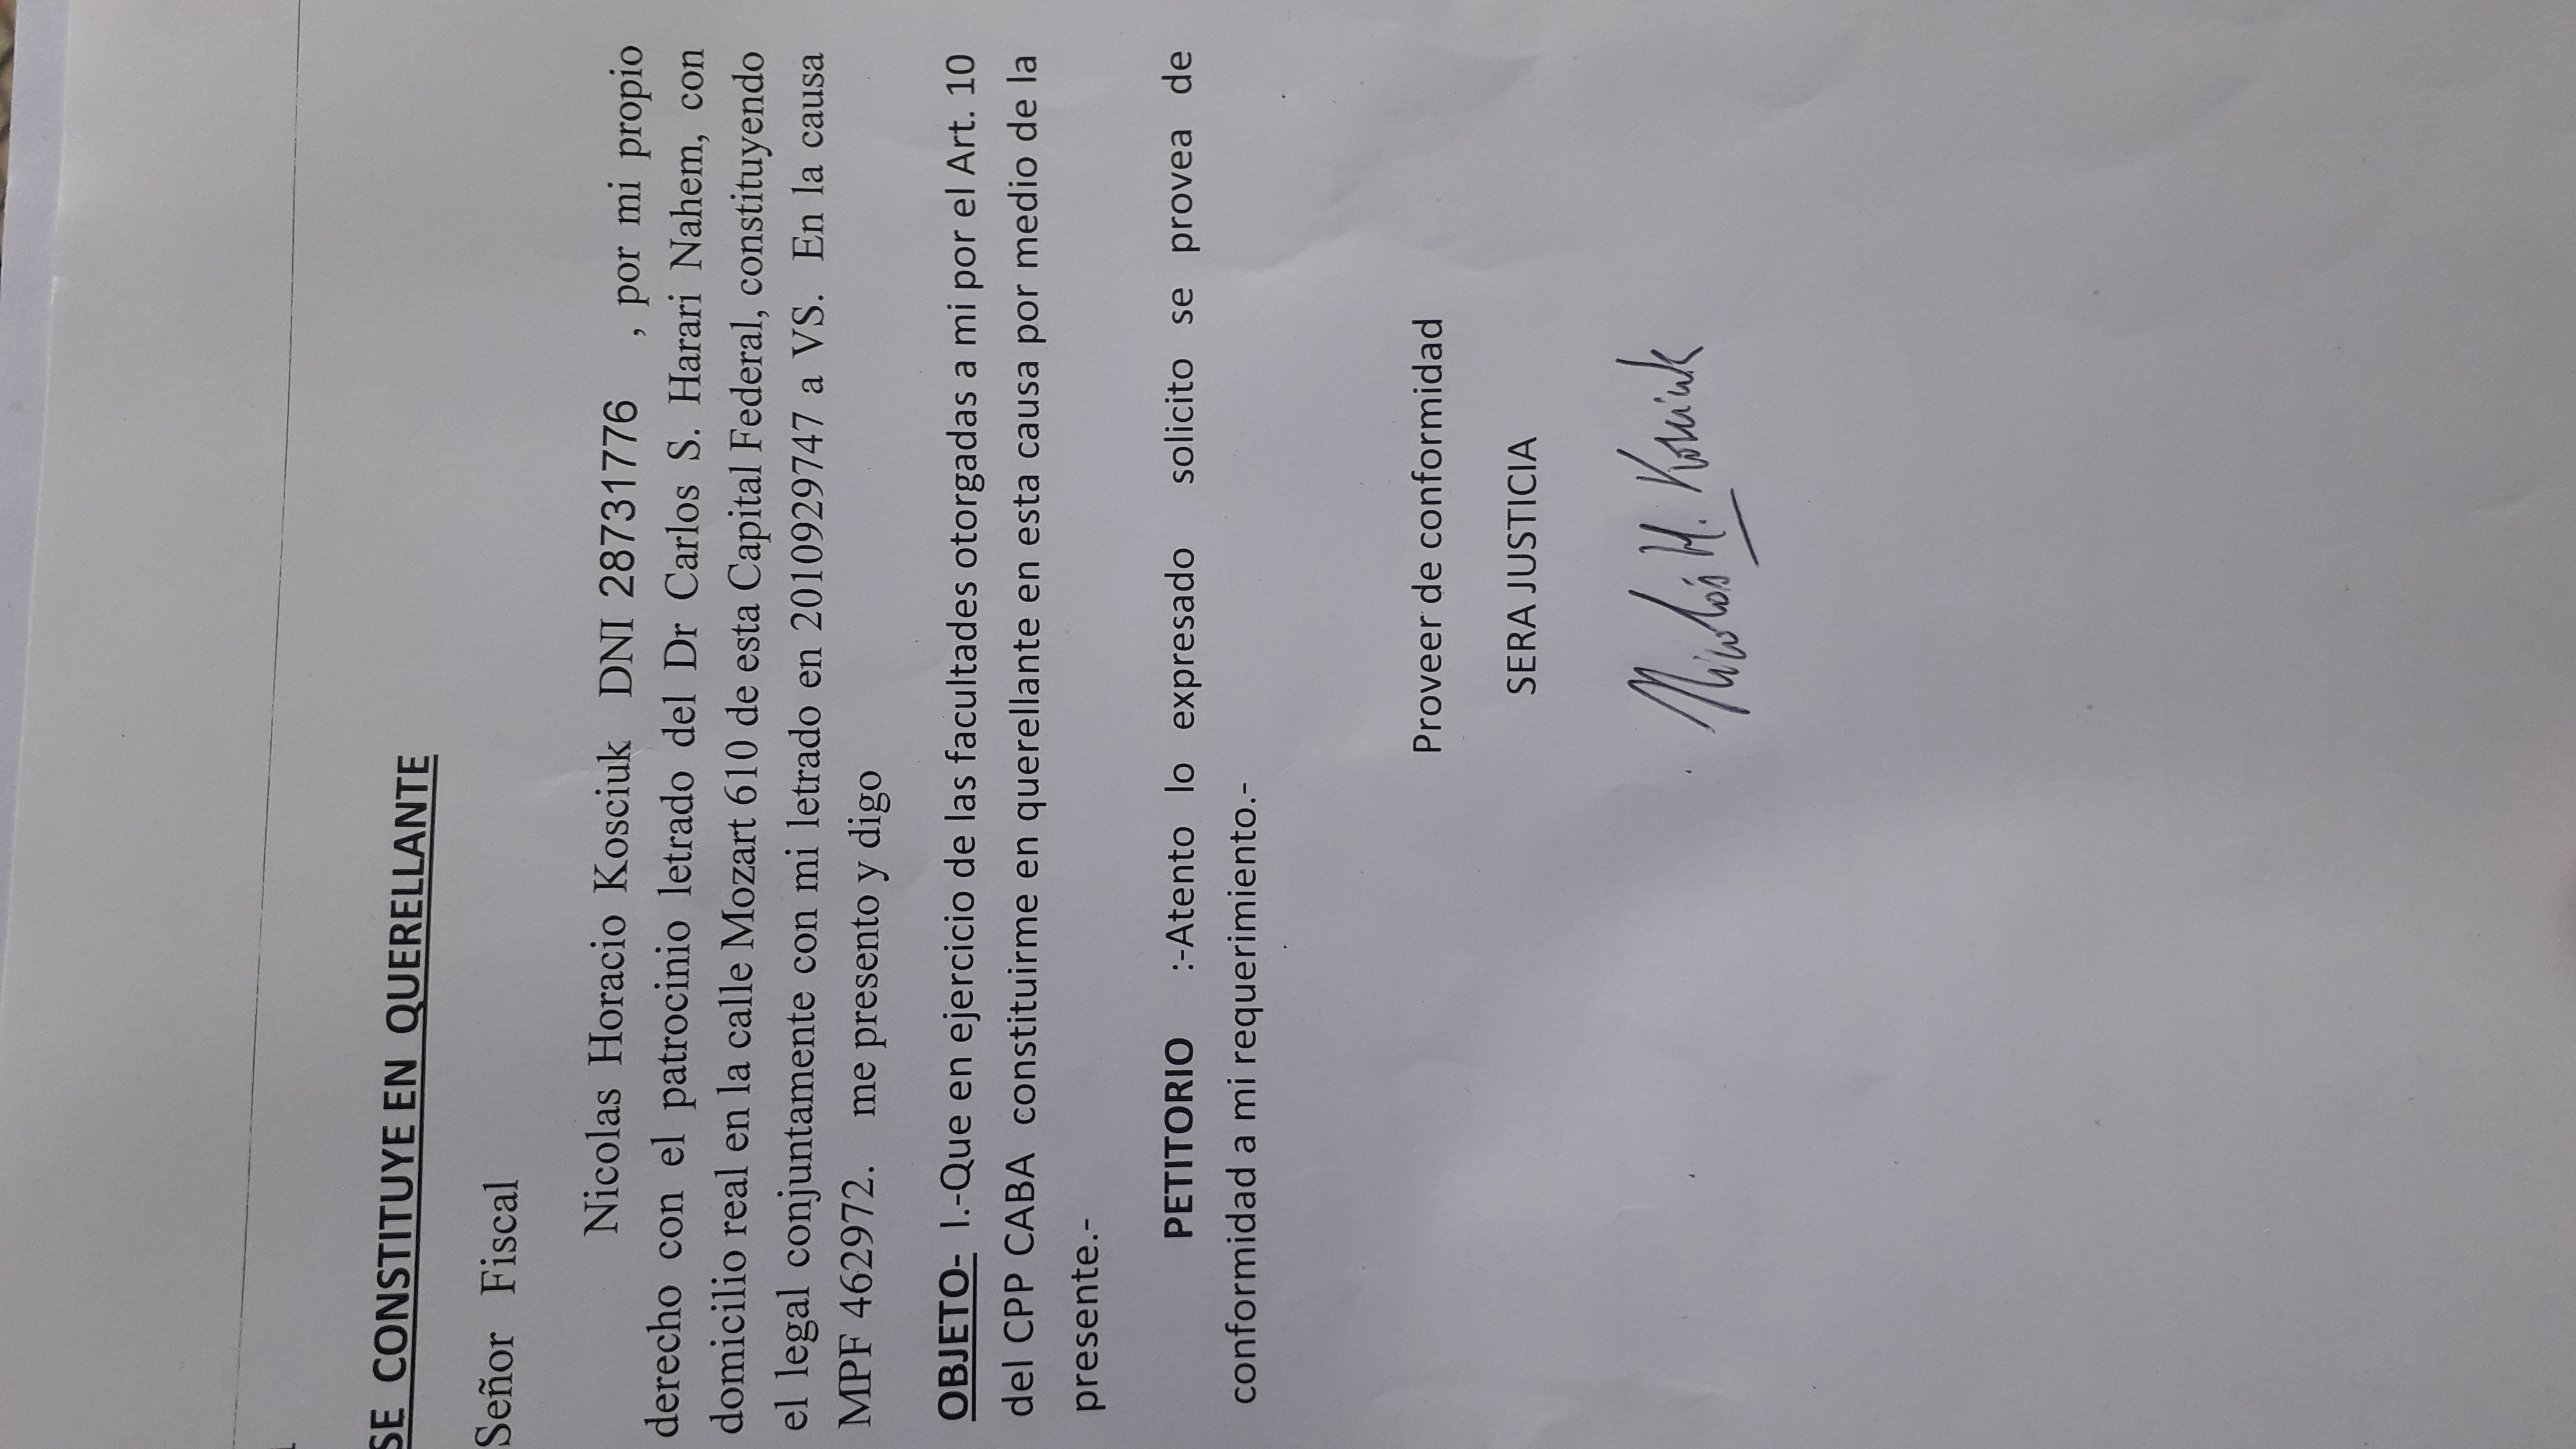 SE CONSTITUYE EN QUERELLANTE
Señor Fiscal
Nicolas Horacio Kosciuk DNI 28731776 , por mi propio
derecho con el patrocinio letrado del Dr Carlos S. Harari Nahem, con
domicilio real en la calle Mozart 610 de esta Capital Federal, constituyendo
el legal conjuntamente con mi letrado en 2010929747 a VS. En la causa
MPF 462972. me presento y digo
OBJETO- I.-Que en ejercicio de las facultades otorgadas a mi por el Art. 10
del CPP CABA constituirme en querellante en esta causa por medio de la
presente.-
PETITORIO :-Atento lo expresado solicito se provea de
conformidad a mi requerimiento.-
Proveer de conformidad
SERA JUSTICIA
Nicolás H. Kosciuk